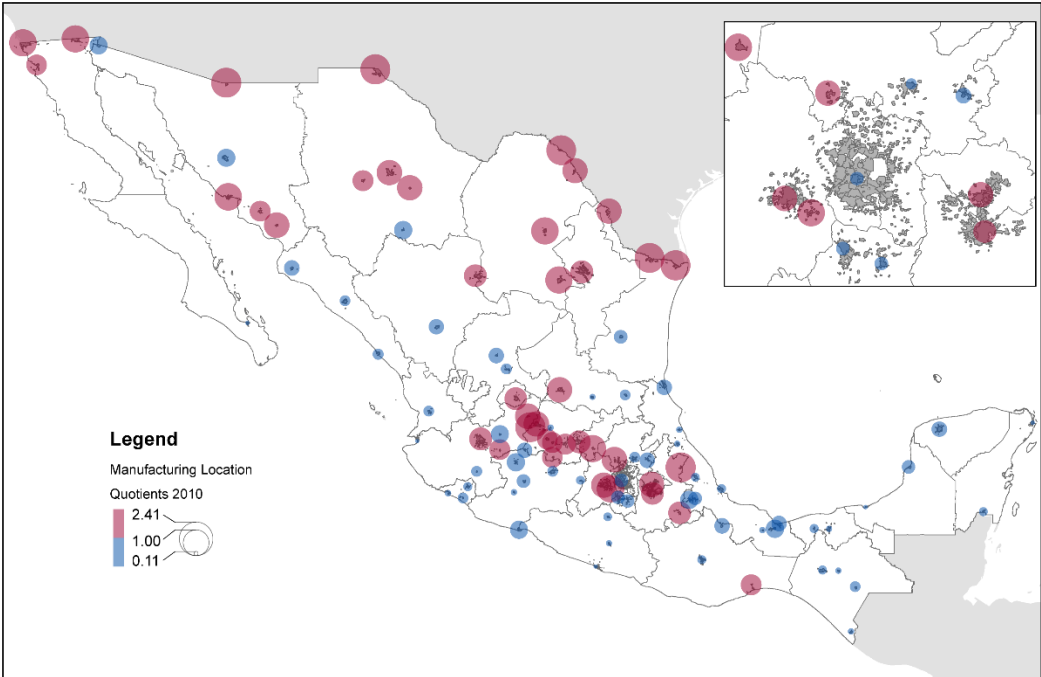 Legend
Manufacturing Location
Quotients 2010
2.41
1.00
0.11